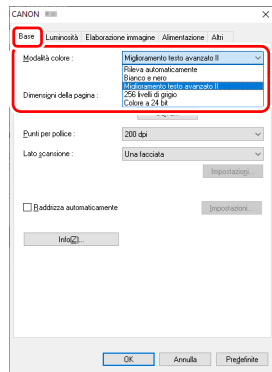 CANON
Base Luminosità Elaborazione immagine Alimentazione Altri
Modalità colore : Miglioramento testo avanzato II
Rileva automaticamente
Bianco e nero
Miglioramento testo avanzato II
256 livelli di grigio
Colore a 24 bit
Dimensioni della pagina :
Punti per pollice : 200 dpi
Lato scansione : Una facciata
Impostazioni...
Raddrizza automaticamente Impostazioni...
Info(Z)...
OK Annulla Predefinite